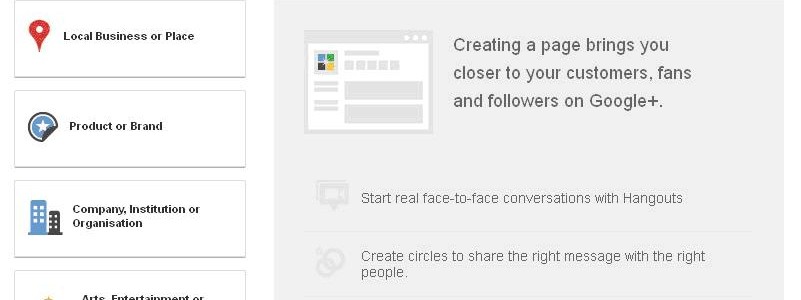 Local Business or Place
Product or Brand
Company, Institution or
Organisation
Arts, Entertainment or
Creating a page brings you
closer to your customers, fans
and followers on Google+.
Start real face-to-face conversations with Hangouts
Create circles to share the right message with the right
people.